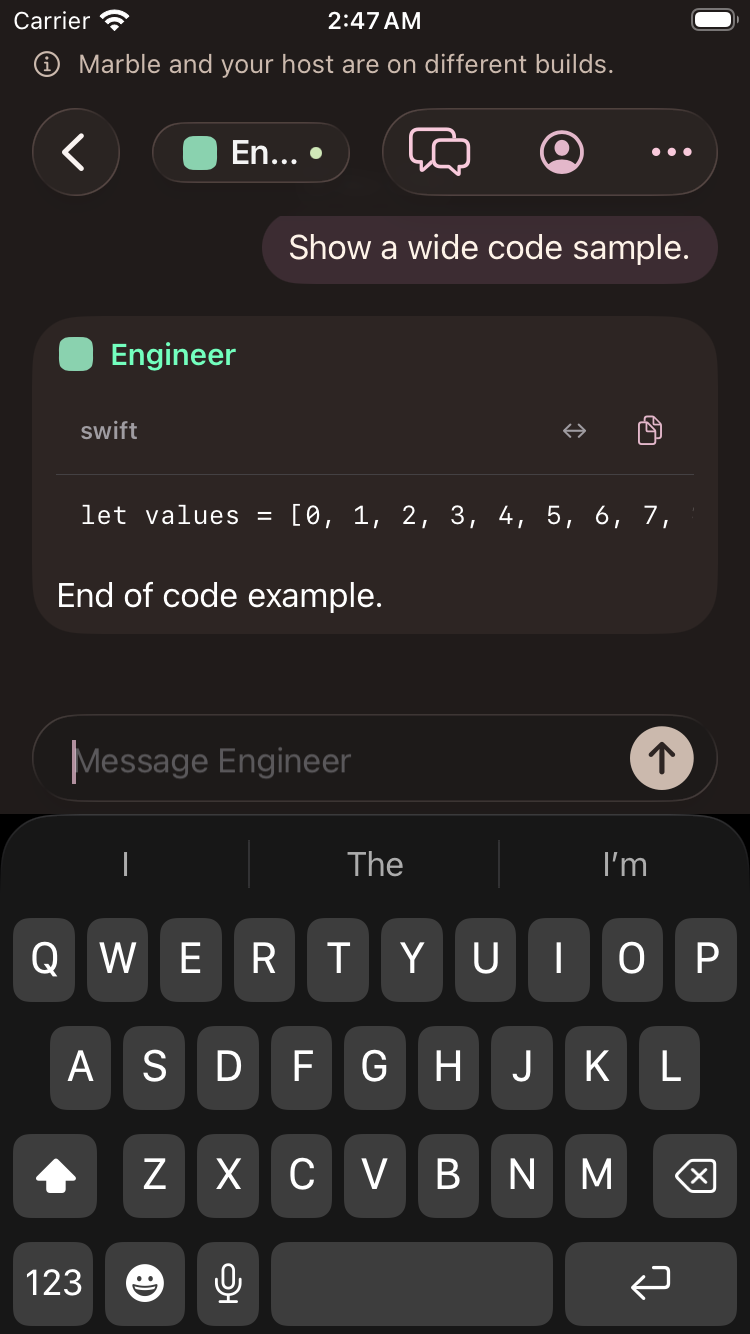 Carrier 2:47 AM
Marble and your host are on different builds.
En...
Show a wide code sample.
Engineer
swift
let values = [0, 1, 2, 3, 4, 5, 6, 7,
End of code example.
Message Engineer
I The I'm
Q W E R T Y U I O P
A S D F G H J K L
Z X C V B N M
123